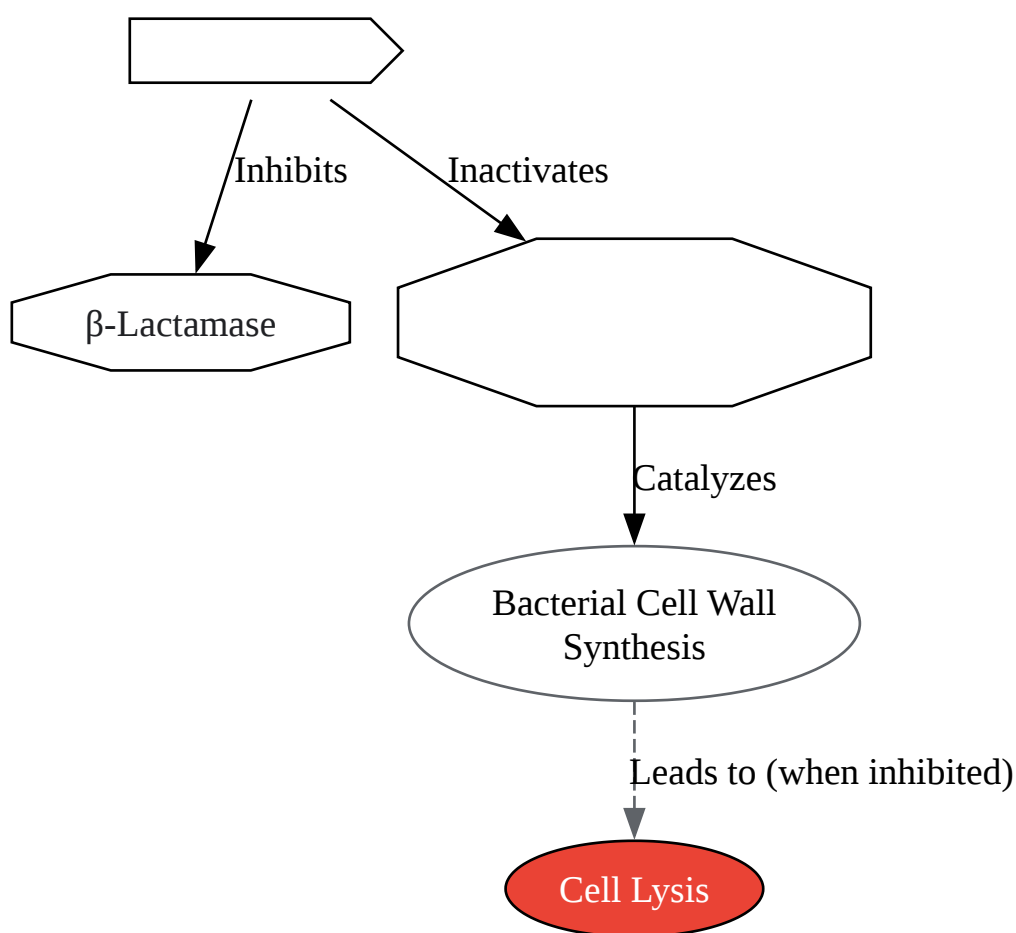 Inhibits
Inactivates
β-Lactamase
Catalyzes
Bacterial Cell Wall
Synthesis
Leads to (when inhibited)
Cell Lysis